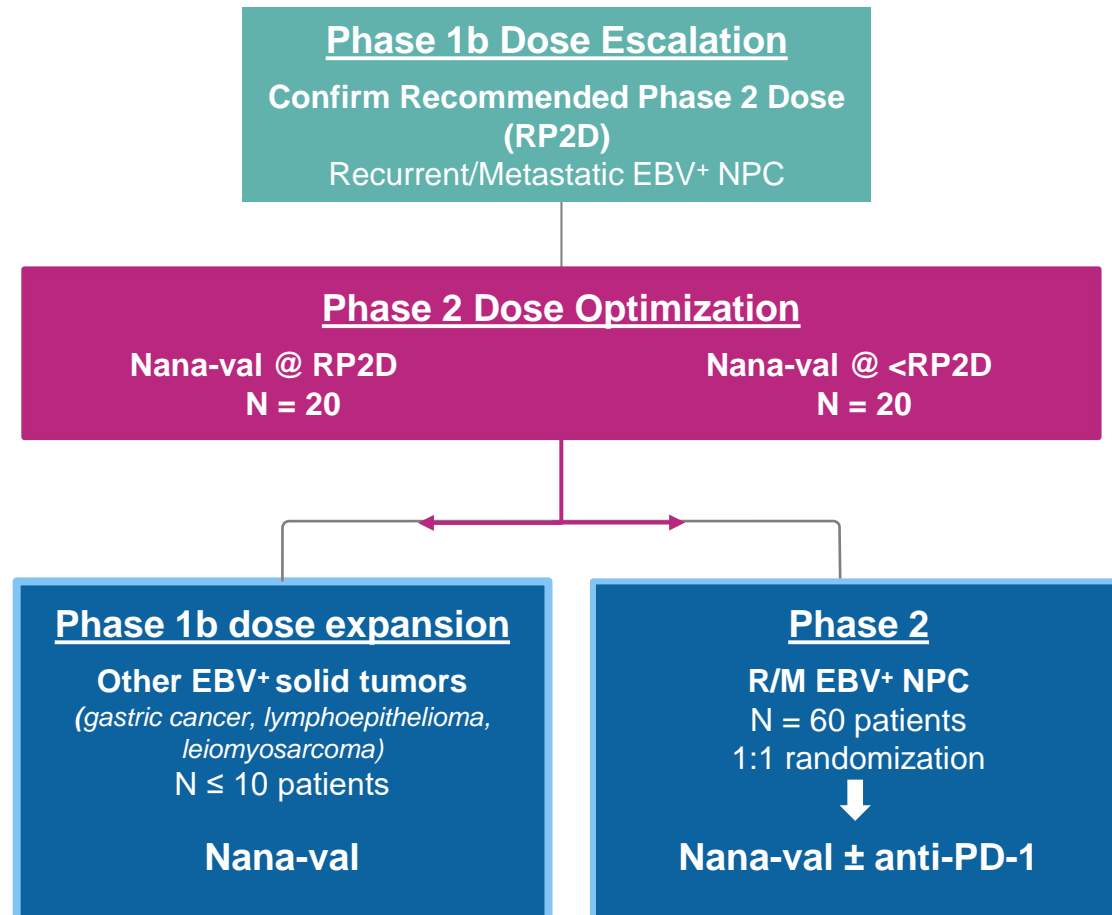 Phase 1b Dose Escalation
Confirm Recommended Phase 2 Dose
(RP2D)
Recurrent/Metastatic EBV⁺ NPC
Phase 2 Dose Optimization
Nana-val @ RP2D
N = 20
Nana-val @ <RP2D
N = 20
Phase 1b dose expansion
Other EBV⁺ solid tumors
(gastric cancer, lymphoepithelioma,
leiomyosarcoma)
N ≤ 10 patients
Nana-val
Phase 2
R/M EBV⁺ NPC
N = 60 patients
1:1 randomization
Nana-val ± anti-PD-1